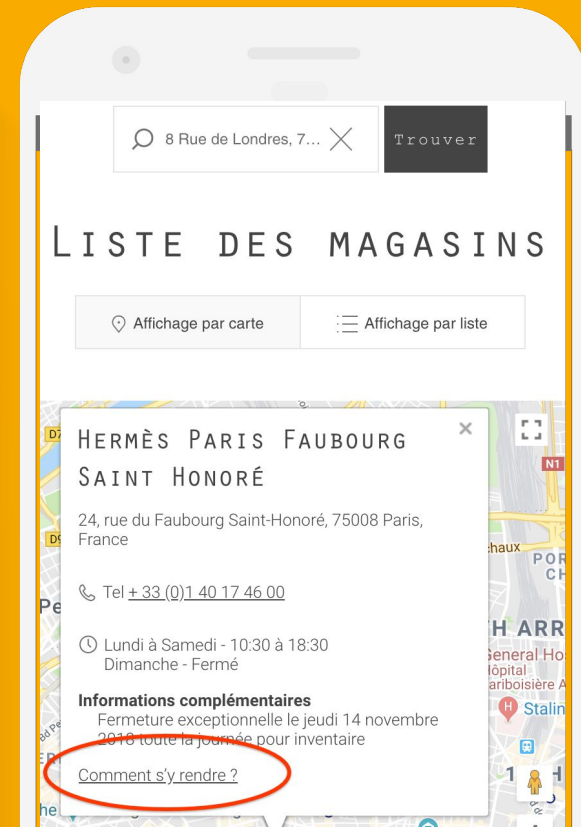 8 Rue de Londres, 7...
Trouver
LISTE DES MAGASINS
Affichage par carte
Affichage par liste
HERMÈS PARIS FAUBOURG
SAINT HONORÉ
24, rue du Faubourg Saint-Honoré, 75008 Paris,
France
Tel + 33 (0)1 40 17 46 00
Lundi à Samedi - 10:30 à 18:30
Dimanche - Fermé
Informations complémentaires
Fermeture exceptionnelle le jeudi 14 novembre
2018 toute la journée pour inventaire
Comment s'y rendre ?
N1
H ARR
Stalin
H